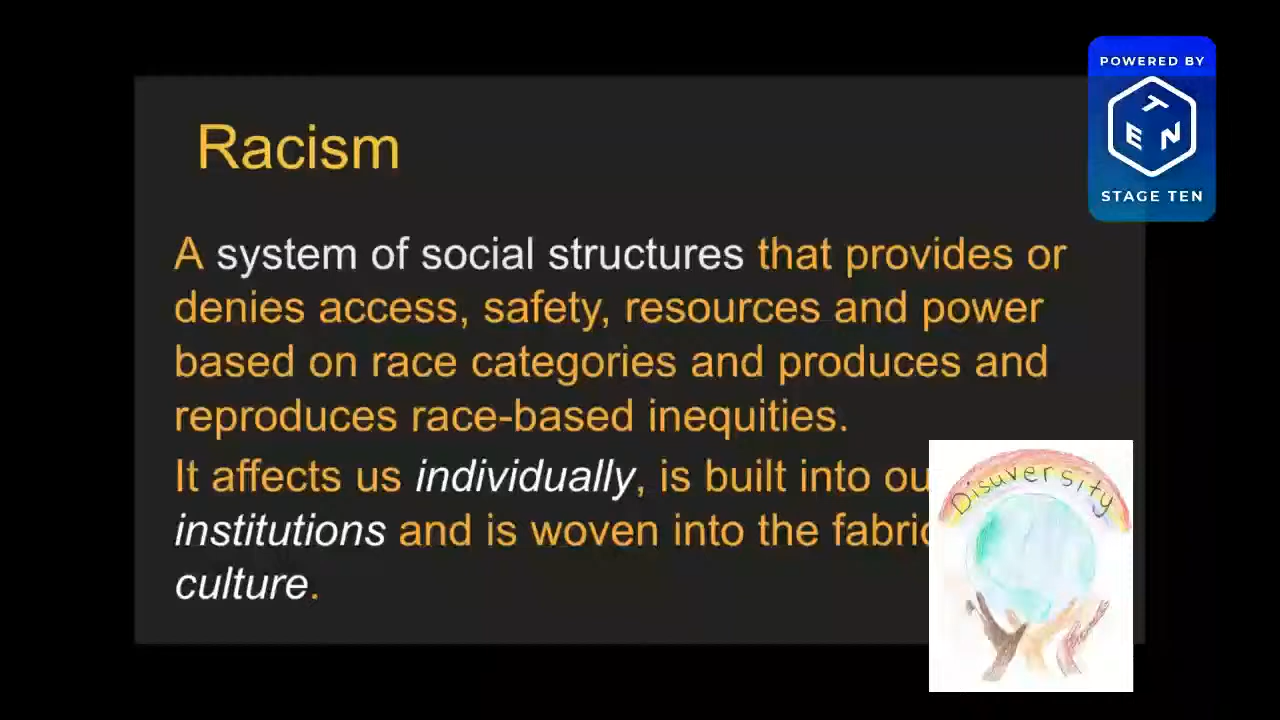 POWERED BY
TEN
STAGE TEN
Racism
A system of social structures that provides or
denies access, safety, resources and power
based on race categories and produces and
reproduces race-based inequities.
It affects us individually, is built into
institutions and is woven into the
culture.
Disuversity